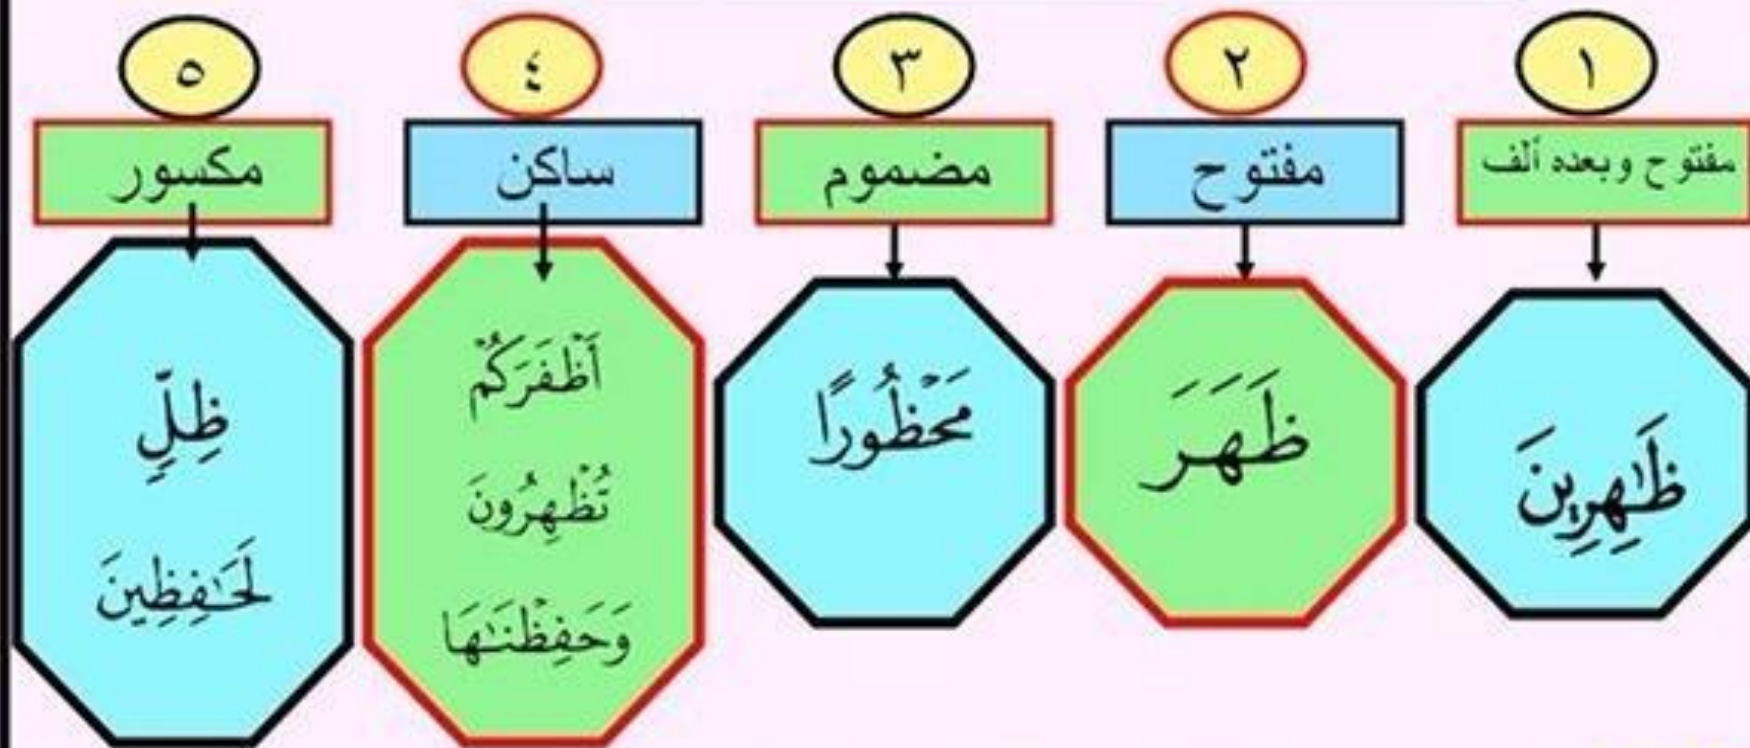 ١
مفتوح وبعده ألف
ظَٰهِرِينَ
٢
مفتوح
ظَهَرَ
٣
مضموم
مَحْظُورًا
٤
ساكن
أَظْفَرَكُمْ
تُظْهِرُونَ
وَحَفِظْنَٰهَا
٥
مكسور
ظِلٍّ
لَحَٰفِظِينَ